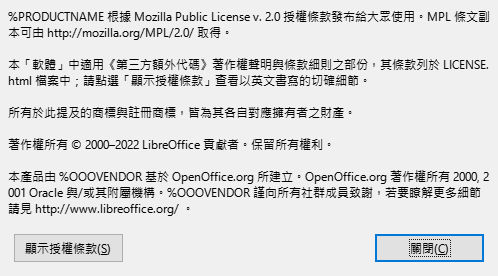 %PRODUCTNAME 根據 Mozilla Public License v. 2.0 授權條款發布給大眾使用。MPL 條文副
本可由 http://mozilla.org/MPL/2.0/ 取得。
本「軟體」中適用《第三方額外代碼》著作權聲明與條款細則之部份，其條款列於 LICENSE.
html 檔案中；請點選「顯示授權條款」查看以英文書寫的切確細節。
所有於此提及的商標與註冊商標，皆為其各自對應擁有者之財產。
著作權所有 © 2000–2022 LibreOffice 貢獻者。保留所有權利。
本產品由 %OOOVENDOR 基於 OpenOffice.org 所建立。OpenOffice.org 著作權所有 2000, 2
001 Oracle 與/或其附屬機構。%OOOVENDOR 謹向所有社群成員致謝，若要瞭解更多細節
請見 http://www.libreoffice.org/ 。
顯示授權條款(S)
關閉(C)